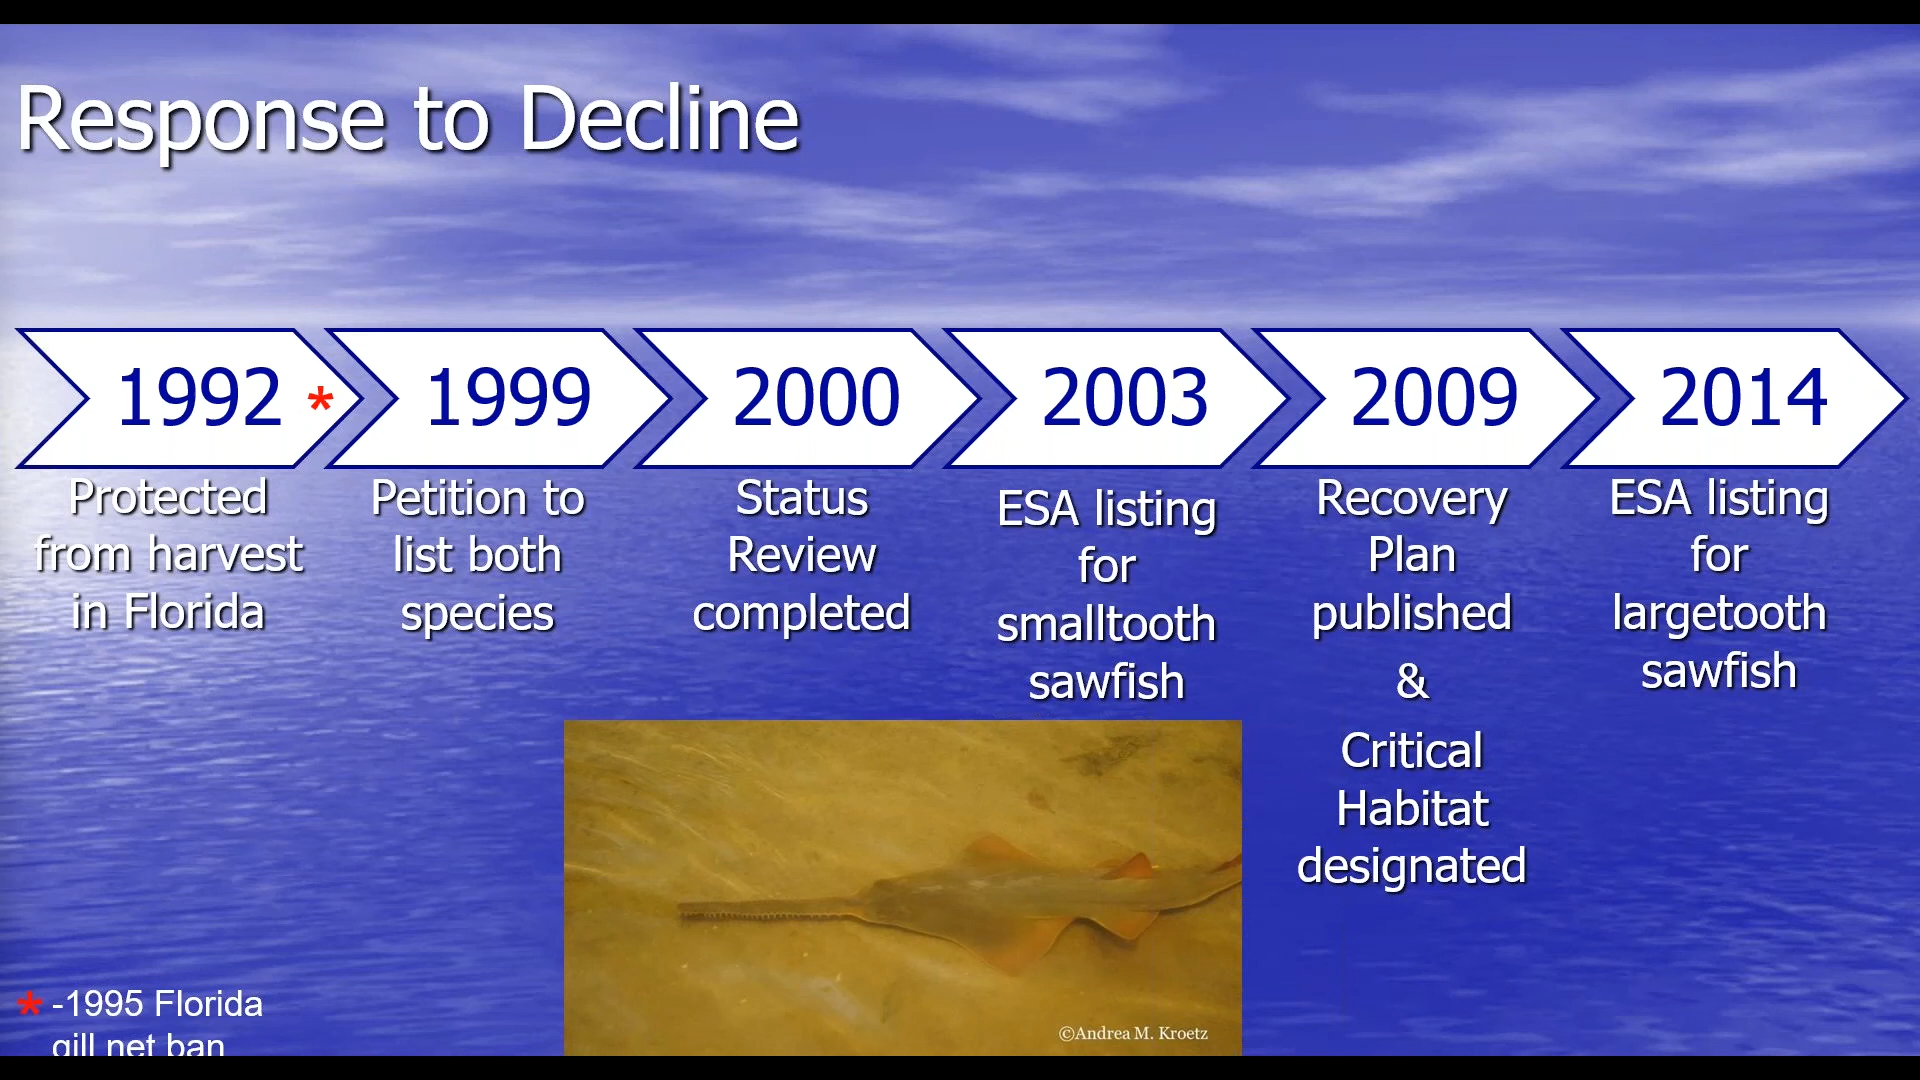 Response to Decline
1992 *
Protected
from harvest
in Florida
1999
Petition to
list both
species
2000
Status
Review
completed
2003
ESA listing
for
smalltooth
sawfish
2009
Recovery
Plan
published
&
Critical
Habitat
designated
2014
ESA listing
for
largetooth
sawfish
©Andrea M. Kroetz
* -1995 Florida
gill net ban